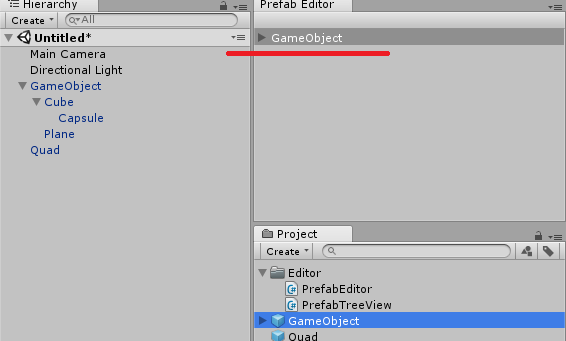 Hierarchy
Create All
Untitled*
Main Camera
Directional Light
GameObject
Cube
Capsule
Plane
Quad
Prefab Editor
GameObject
Project
Create
Editor
PrefabEditor
PrefabTreeView
GameObject
Quad